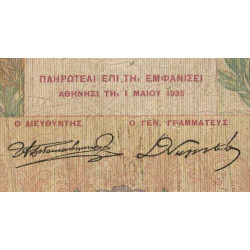 ΠΛΗΡΩΤΕΑΙ ΕΠΙ ΤΗι ΕΜΦΑΝΙΣΕΙ
ΑΘΗΝΗΣΙ ΤΗι 1 ΜΑΙΟΥ 1935
Ο ΔΙΕΥΘΥΝΤΗΣ Ο ΓΕΝ. ΓΡΑΜΜΑΤΕΥΣ